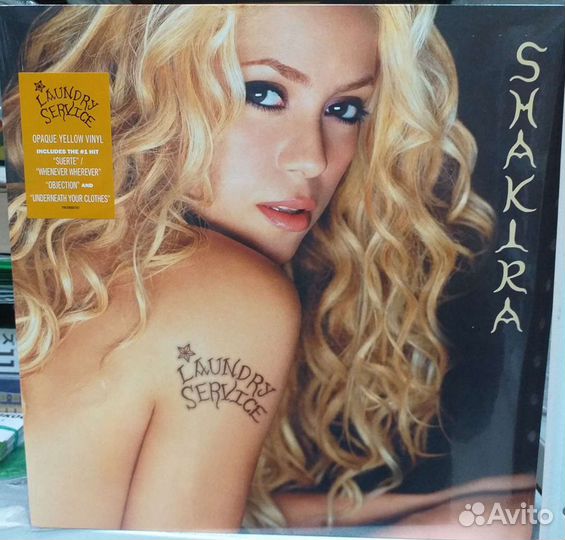 LAUNDRY
SERVICE
OPAQUE YELLOW VINYL
INCLUDES THE #1 HIT
"SUERTE" /
"WHENEVER WHEREVER"
"OBJECTION" AND
"UNDERNEATH YOUR CLOTHES"
SHAKIRA
LAUNDRY
SERVICE
Avito